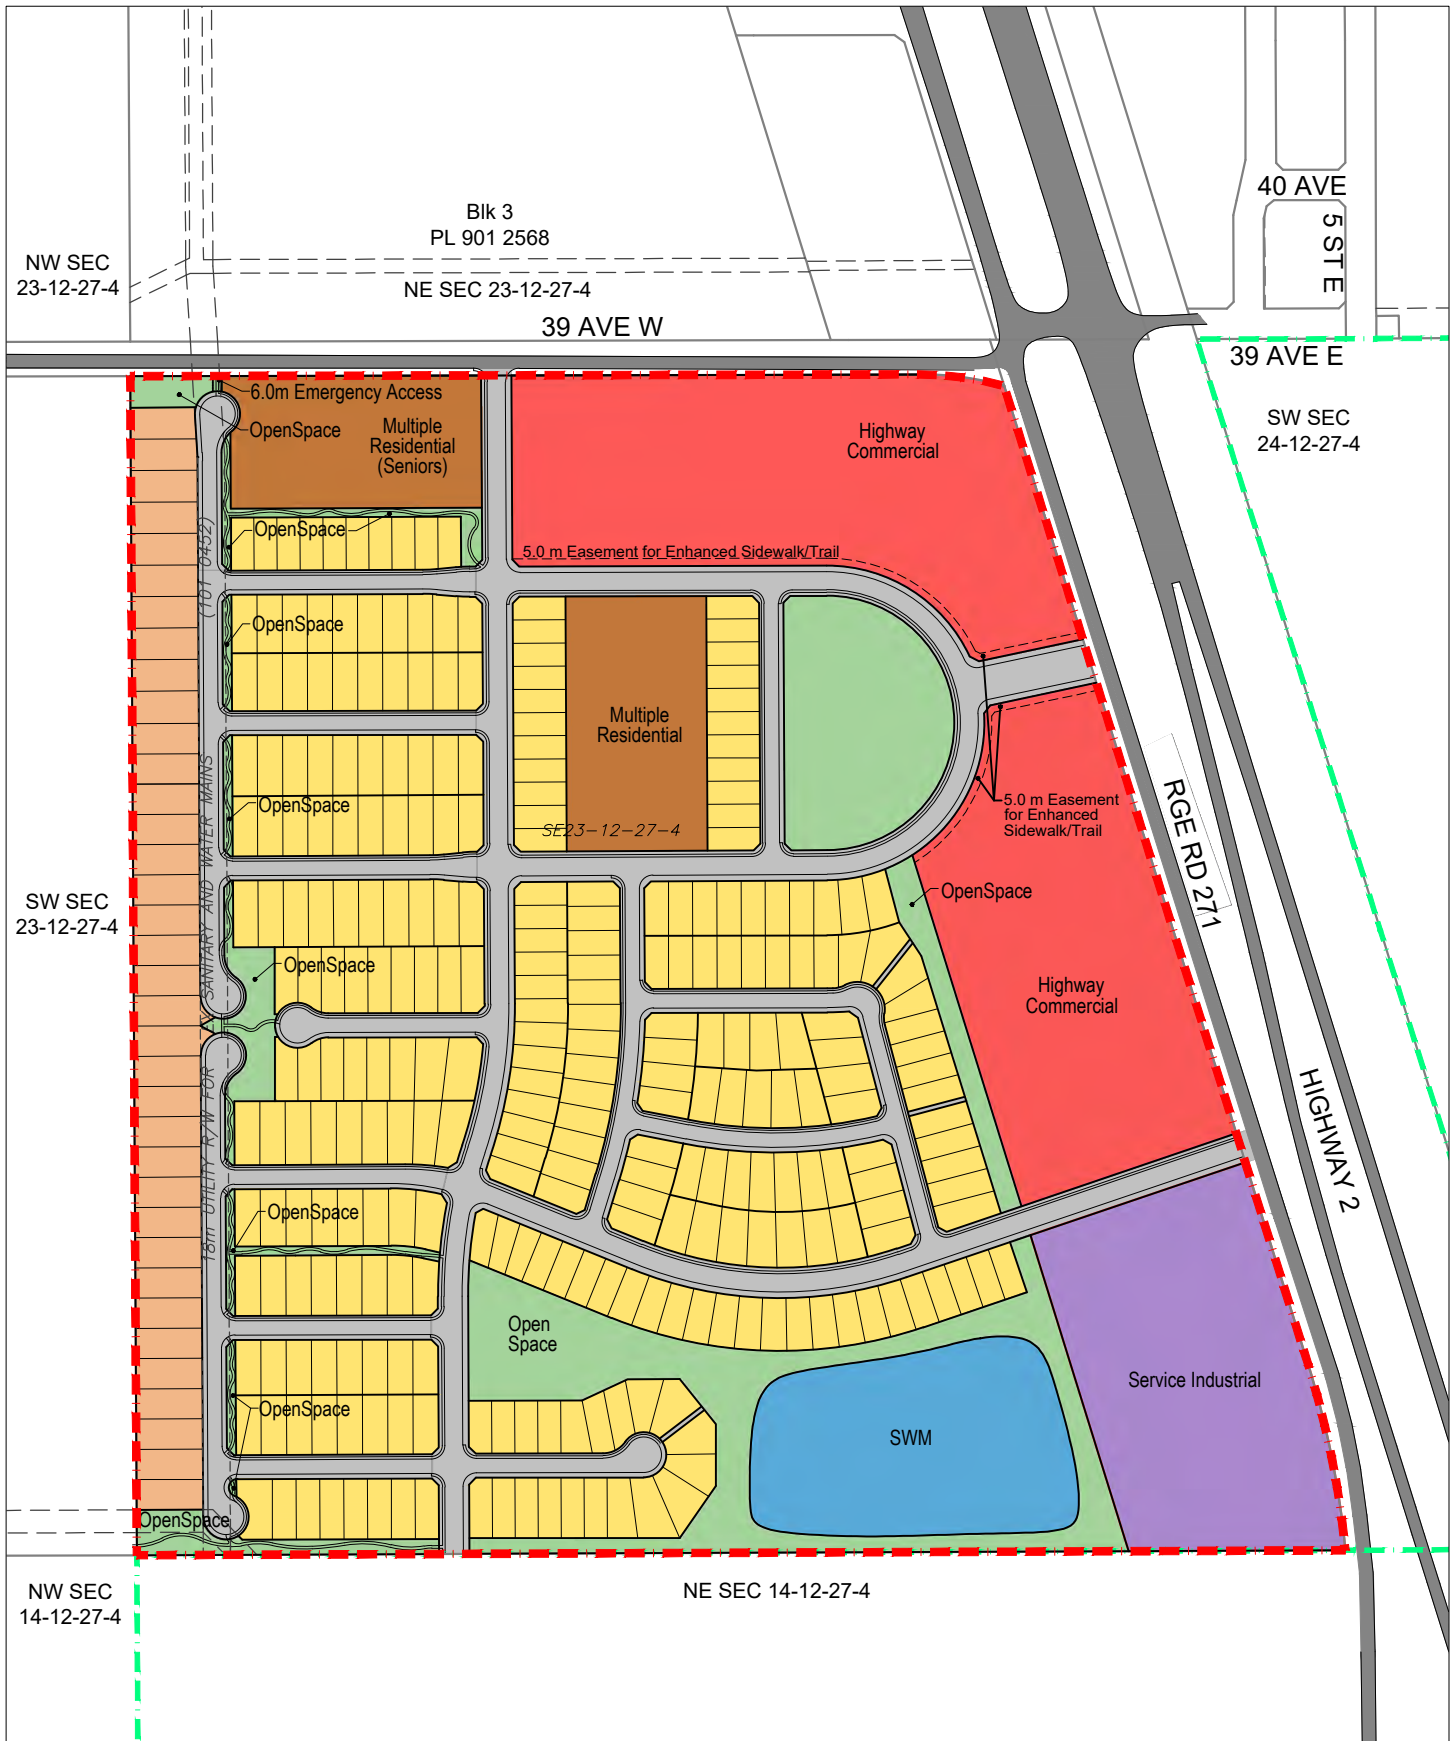 40 AVE
5 ST E
Blk 3
PL 901 2568
NW SEC
23-12-27-4
NE SEC 23-12-27-4
39 AVE W
39 AVE E
6.0m Emergency Access
OpenSpace
Multiple
Residential
(Seniors)
Highway
Commercial
SW SEC
24-12-27-4
OpenSpace
5.0 m Easement for Enhanced Sidewalk/Trail
(101 0452)
OpenSpace
Multiple
Residential
OpenSpace
SE23-12-27-4
5.0 m Easement
for Enhanced
Sidewalk/Trail
RGE RD 271
SW SEC
23-12-27-4
OpenSpace
OpenSpace
Highway
Commercial
18m UTILITY R/W FOR
SANITARY AND WATER MAINS
HIGHWAY 2
OpenSpace
Open
Space
Service Industrial
OpenSpace
SWM
OpenSpace
NW SEC
14-12-27-4
NE SEC 14-12-27-4